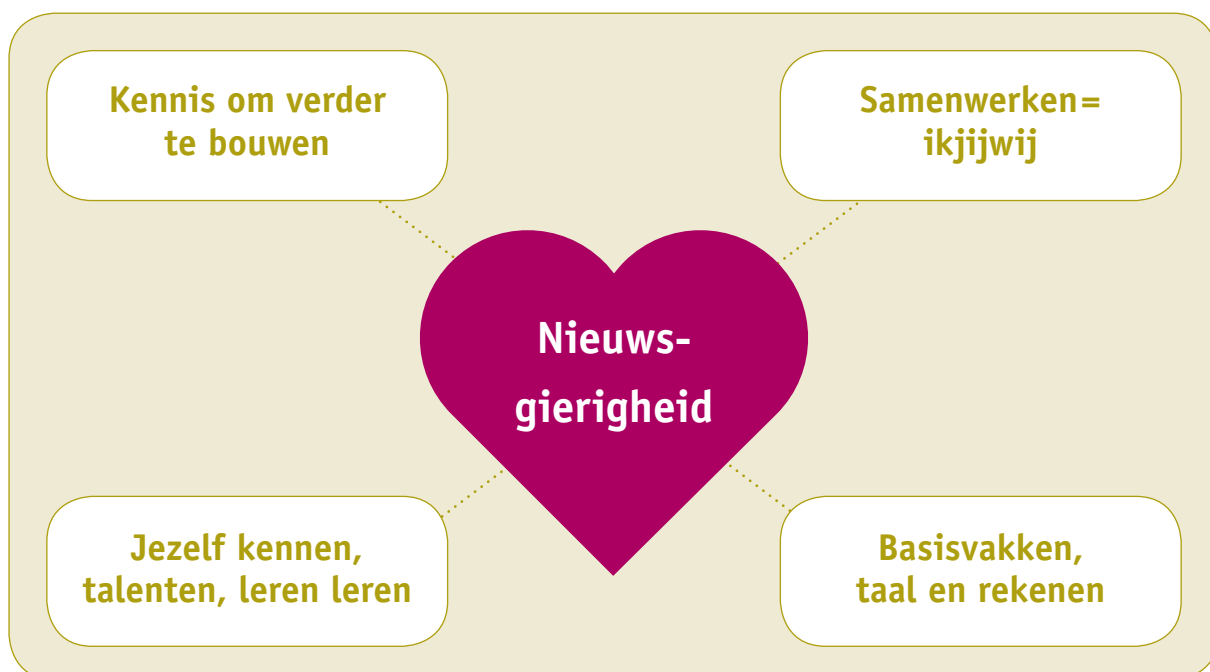 Kennis om verder
te bouwen
Samenwerken=
ikjijwij
Nieuws-
gierigheid
Jezelf kennen,
talenten, leren leren
Basisvakken,
taal en rekenen